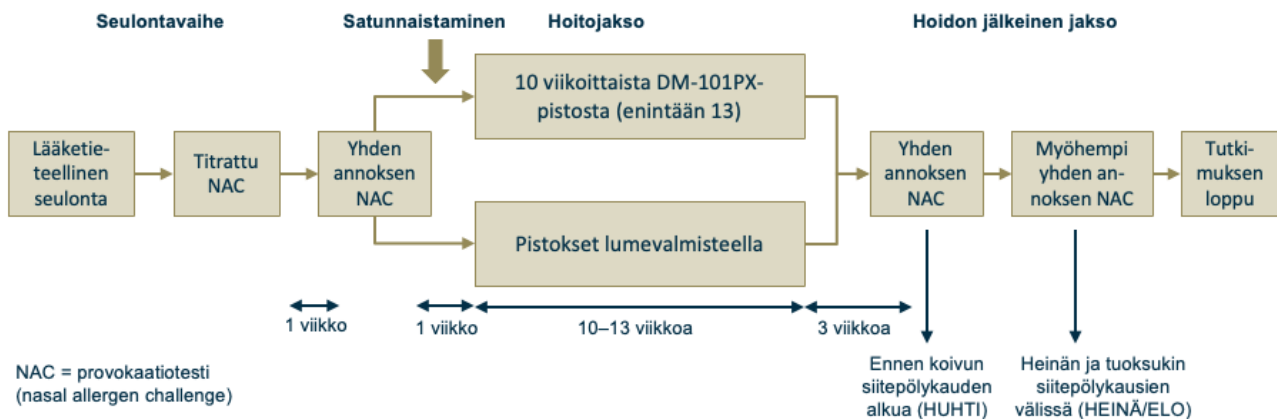 Seulontavaihe
Satunnaistaminen
Hoitojakso
Hoidon jälkeinen jakso
Lääketie-
teellinen
seulonta
Titrattu
NAC
Yhden
annoksen
NAC
10 viikoittaista DM-101PX-
pistosta (enintään 13)
Pistokset lumevalmisteella
Yhden
annoksen
NAC
Myöhempi
yhden an-
noksen NAC
Tutki-
muksen
loppu
1 viikko
1 viikko
10–13 viikkoa
3 viikkoa
NAC = provokaatiotesti
(nasal allergen challenge)
Ennen koivun
siitepölykauden
alkua (HUHTI)
Heinän ja tuoksukin
siitepölykausien
välissä (HEINÄ/ELO)